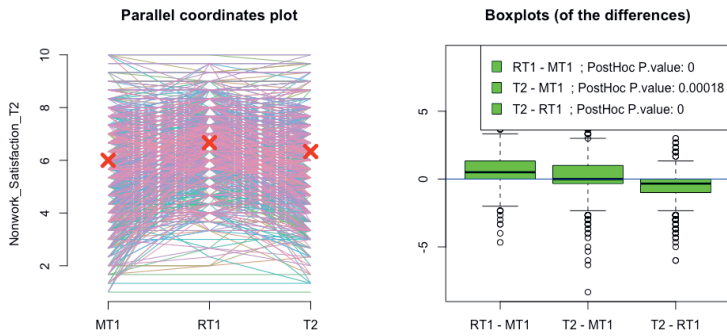 Parallel coordinates plot
Nonwork_Satisfaction_T2
10
8
6
4
2
MT1 RT1 T2
Boxplots (of the differences)
RT1 - MT1 ; PostHoc P.value: 0
T2 - MT1 ; PostHoc P.value: 0.00018
T2 - RT1 ; PostHoc P.value: 0
5
0
-5
RT1 - MT1 T2 - MT1 T2 - RT1